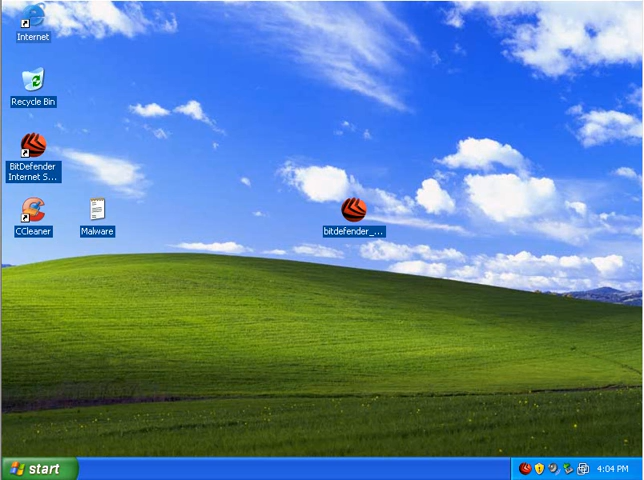 Internet
Recycle Bin
BitDefender
Internet S...
CCleaner
Malware
bitdefender_...
start
4:04 PM